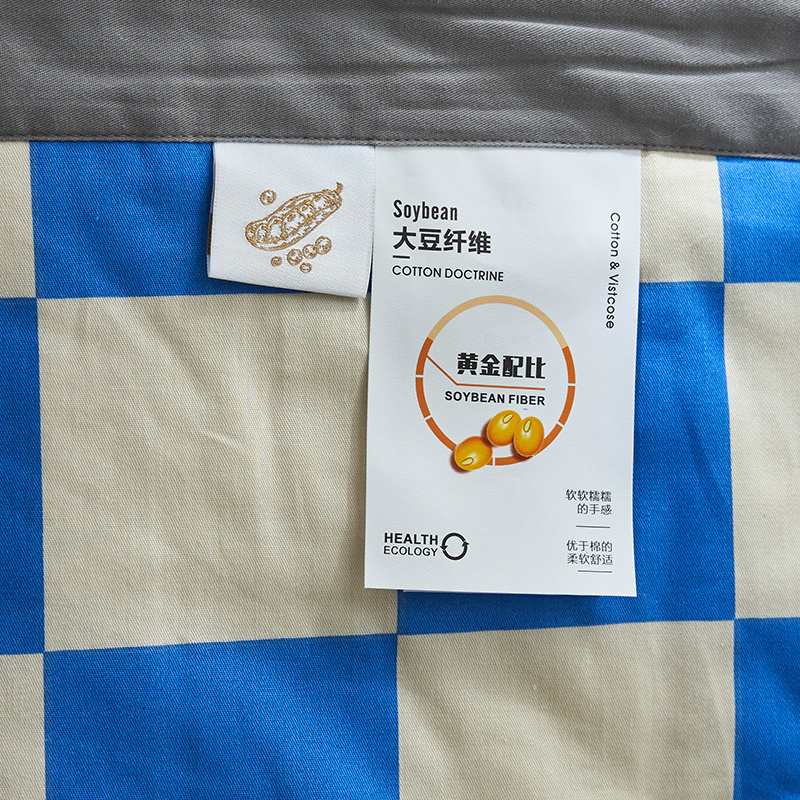 Soybean
大豆纤维
COTTON DOCTRINE
Cotton & Vistcose
黄金配比
SOYBEAN FIBER
软软糯糯
的手感
优于棉的
柔软舒适
HEALTH
ECOLOGY